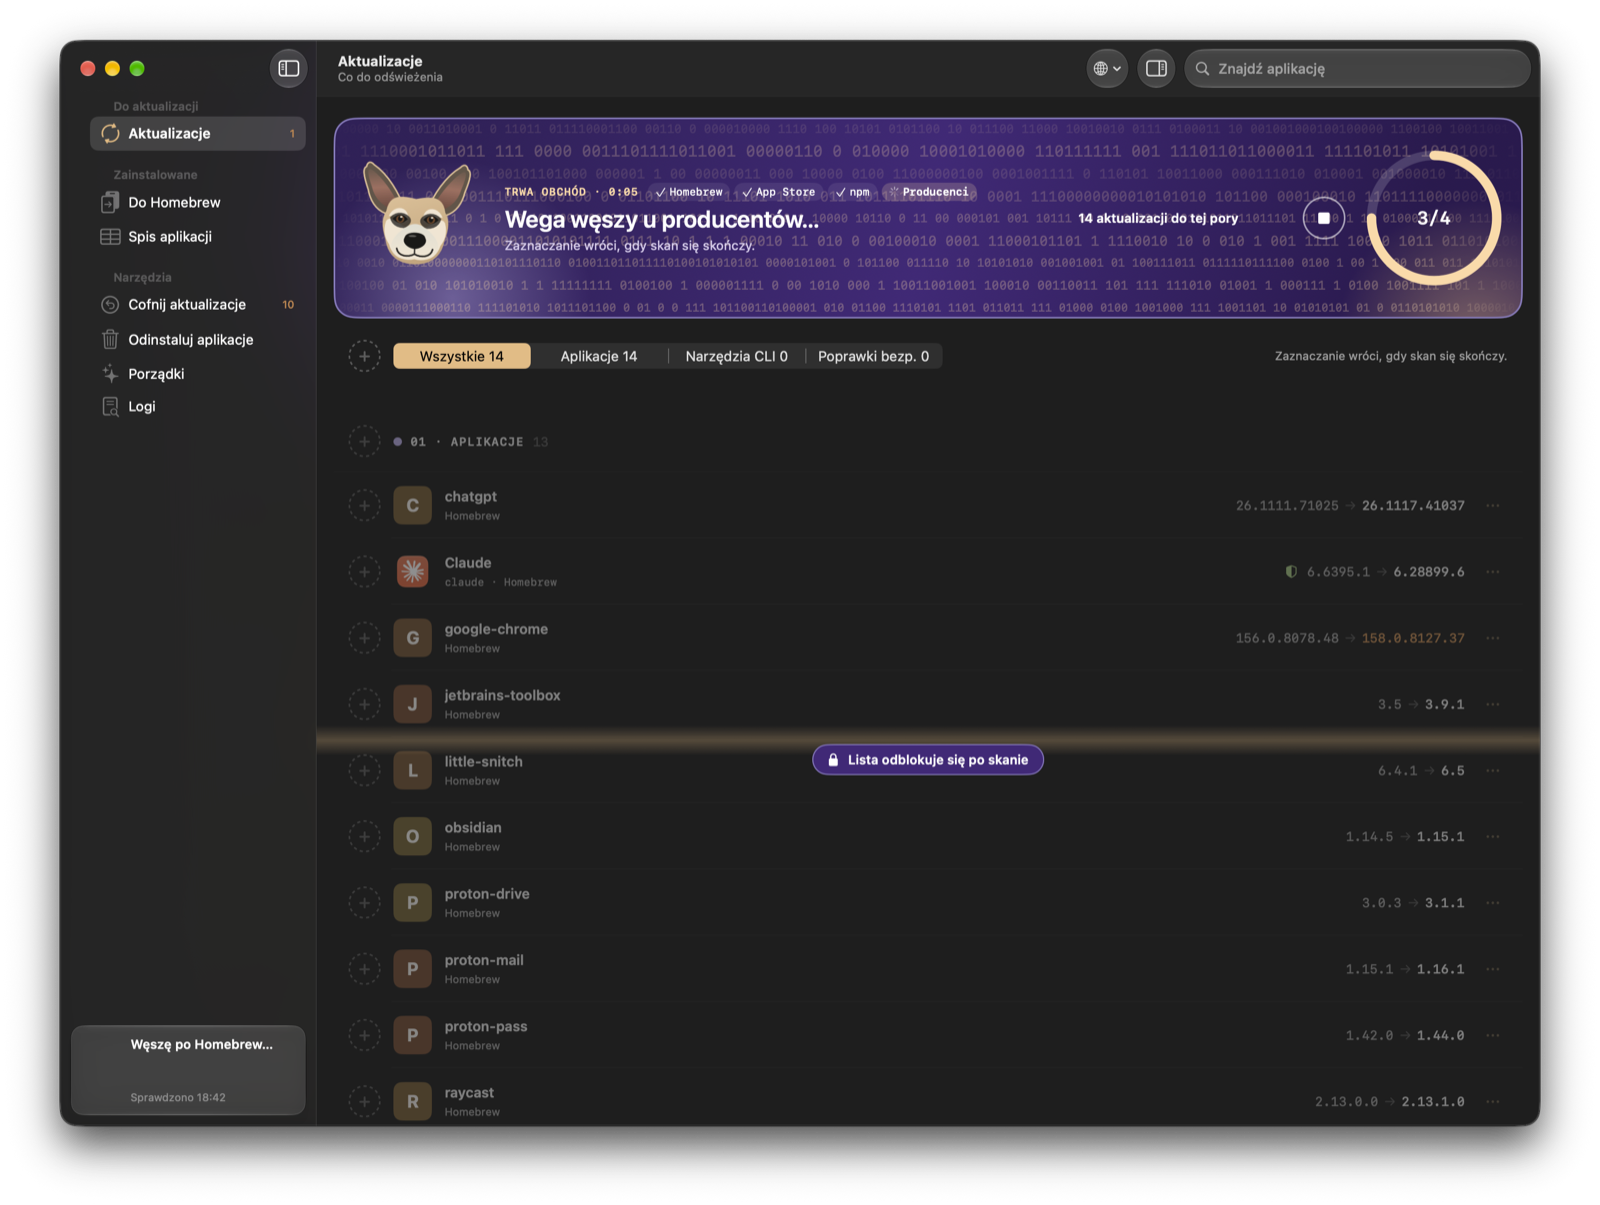 Aktualizacje
Co do odświeżenia
Znajdź aplikację
Do aktualizacji
Aktualizacje 1
Zainstalowane
Do Homebrew
Spis aplikacji
Narzędzia
Cofnij aktualizacje 10
Odinstaluj aplikacje
Porządki
Logi
Węszę po Homebrew...
Sprawdzono 18:42
TRWA OBCHÓD · 0:05 ✓ Homebrew ✓ App Store ✓ npm Producenci
Wega węszy u producentów...
Zaznaczanie wróci, gdy skan się skończy.
14 aktualizacji do tej pory
3/4
Wszystkie 14 Aplikacje 14 Narzędzia CLI 0 Poprawki bezp. 0
Zaznaczanie wróci, gdy skan się skończy.
01 · APLIKACJE 13
C chatgpt
Homebrew
26.1111.71025 → 26.1117.41037
Claude
claude · Homebrew
6.6395.1 → 6.28899.6
G google-chrome
Homebrew
156.0.8078.48 → 158.0.8127.37
J jetbrains-toolbox
Homebrew
3.5 → 3.9.1
Lista odblokuje się po skanie
L little-snitch
Homebrew
6.4.1 → 6.5
O obsidian
Homebrew
1.14.5 → 1.15.1
P proton-drive
Homebrew
3.0.3 → 3.1.1
P proton-mail
Homebrew
1.15.1 → 1.16.1
P proton-pass
Homebrew
1.42.0 → 1.44.0
R raycast
Homebrew
2.13.0.0 → 2.13.1.0